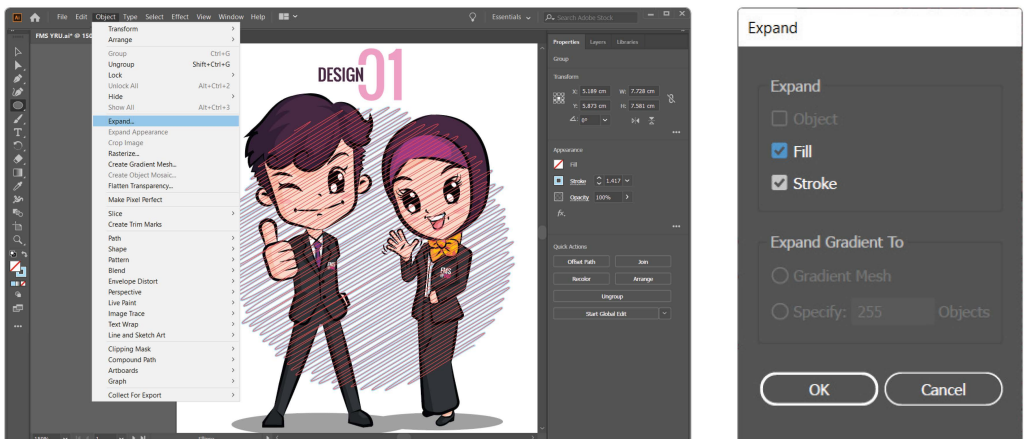 Ai File Edit Object Type Select Effect View Window Help Essentials Search Adobe Stock
FMS YRU.ai* @ 150
Transform
Arrange
Group Ctrl+G
Ungroup Shift+Ctrl+G
Lock
Unlock All Alt+Ctrl+2
Hide
Show All Alt+Ctrl+3
Expand...
Expand Appearance
Crop Image
Rasterize...
Create Gradient Mesh...
Create Object Mosaic...
Flatten Transparency...
Make Pixel Perfect
Slice
Create Trim Marks
Path
Shape
Pattern
Blend
Envelope Distort
Perspective
Live Paint
Image Trace
Text Wrap
Line and Sketch Art
Clipping Mask
Compound Path
Artboards
Graph
Collect For Export
DESIGN 01
FMS
FMS
Properties Layers Libraries
Group
Transform
X: 5.189 cm W: 7.728 cm
Y: 5.873 cm H: 7.581 cm
0°
Appearance
Fill
Stroke 1.417
Opacity 100%
fx.
Quick Actions
Offset Path Join
Recolor Arrange
Ungroup
Start Global Edit
Expand
Expand
Object
Fill
Stroke
Expand Gradient To
Gradient Mesh
Specify: 255 Objects
OK Cancel